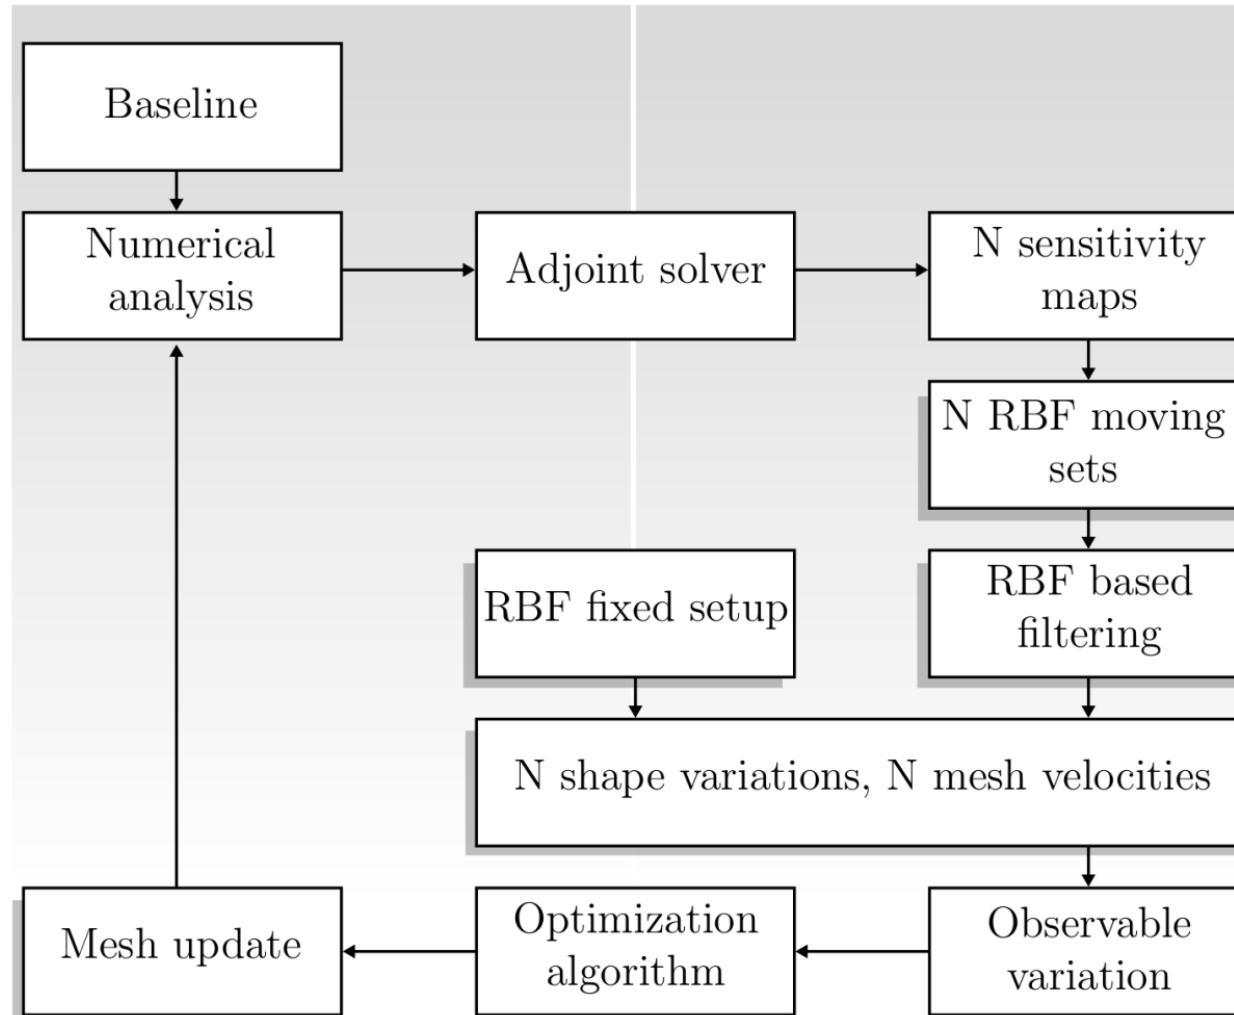 Baseline
Numerical
analysis
Adjoint solver
N sensitivity
maps
N RBF moving
sets
RBF fixed setup
RBF based
filtering
N shape variations, N mesh velocities
Mesh update
Optimization
algorithm
Observable
variation